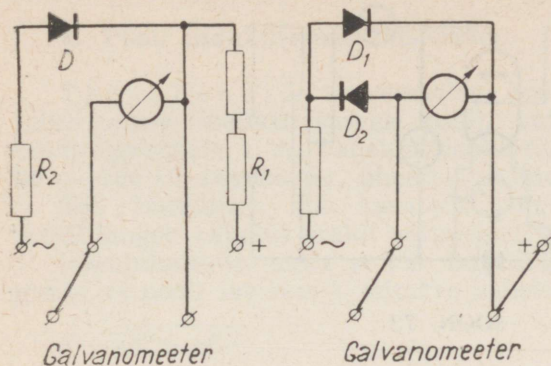 D
R₂
R₁
~
+
Galvanomeeter
D₁
D₂
~
+
Galvanomeeter